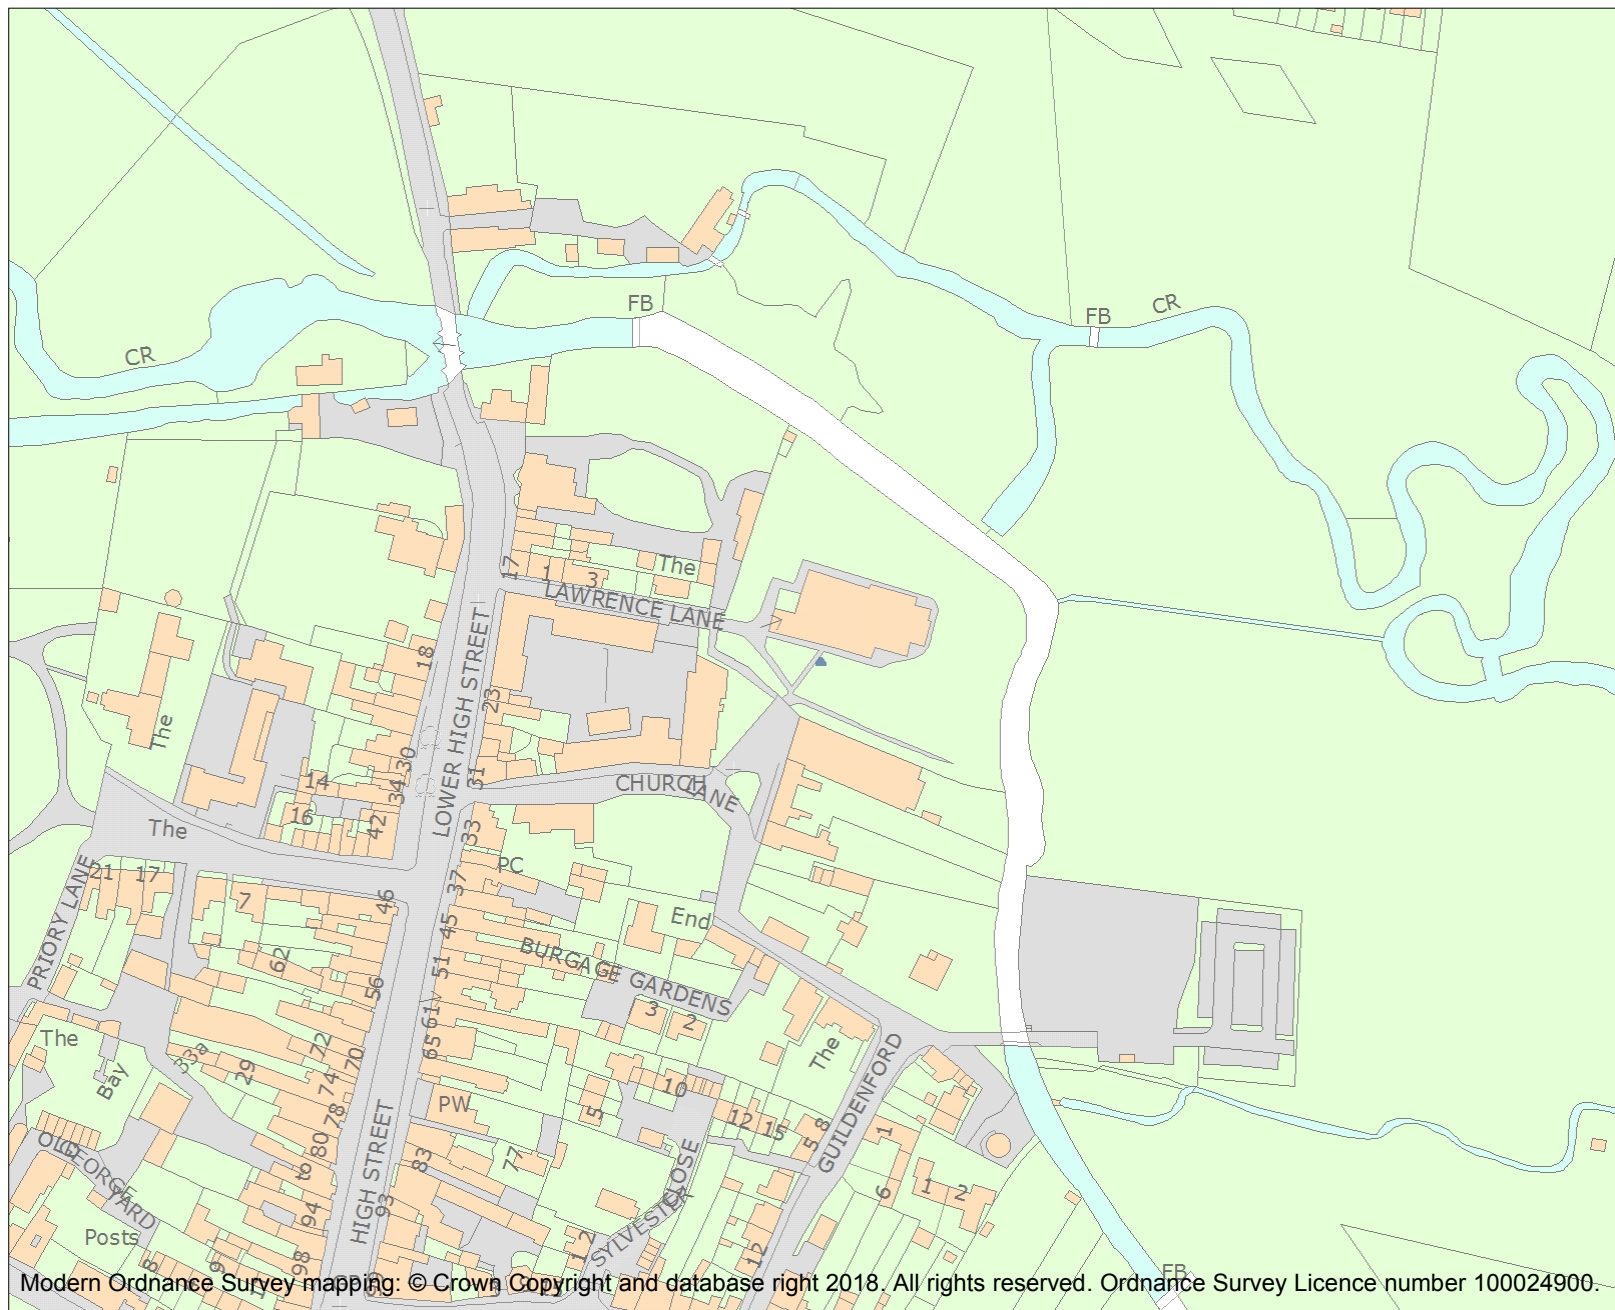 FB
CR
FB
CR
17
1
3
The
LAWRENCE LANE
18
LOWER HIGH STREET
23
The
30
31
14
34
CHURCH LANE
16
42
33
The
PC
21
17
37
46
7
45
End
PRIORY LANE
62
51
BURGAGE GARDENS
56
61
3
2
The
72
65
70
The
33a
29
Bay
74
10
GUILDENFORD
78
PW
5
12
15
8
5
1
80
OLD GEORGE YARD
HIGH STREET
83
77
CLOSE
6
1
2
94
93
SYLVESTER
Posts
98
8
9
12
12
FB
Modern Ordnance Survey mapping: © Crown Copyright and database right 2018. All rights reserved. Ordnance Survey Licence number 100024900.